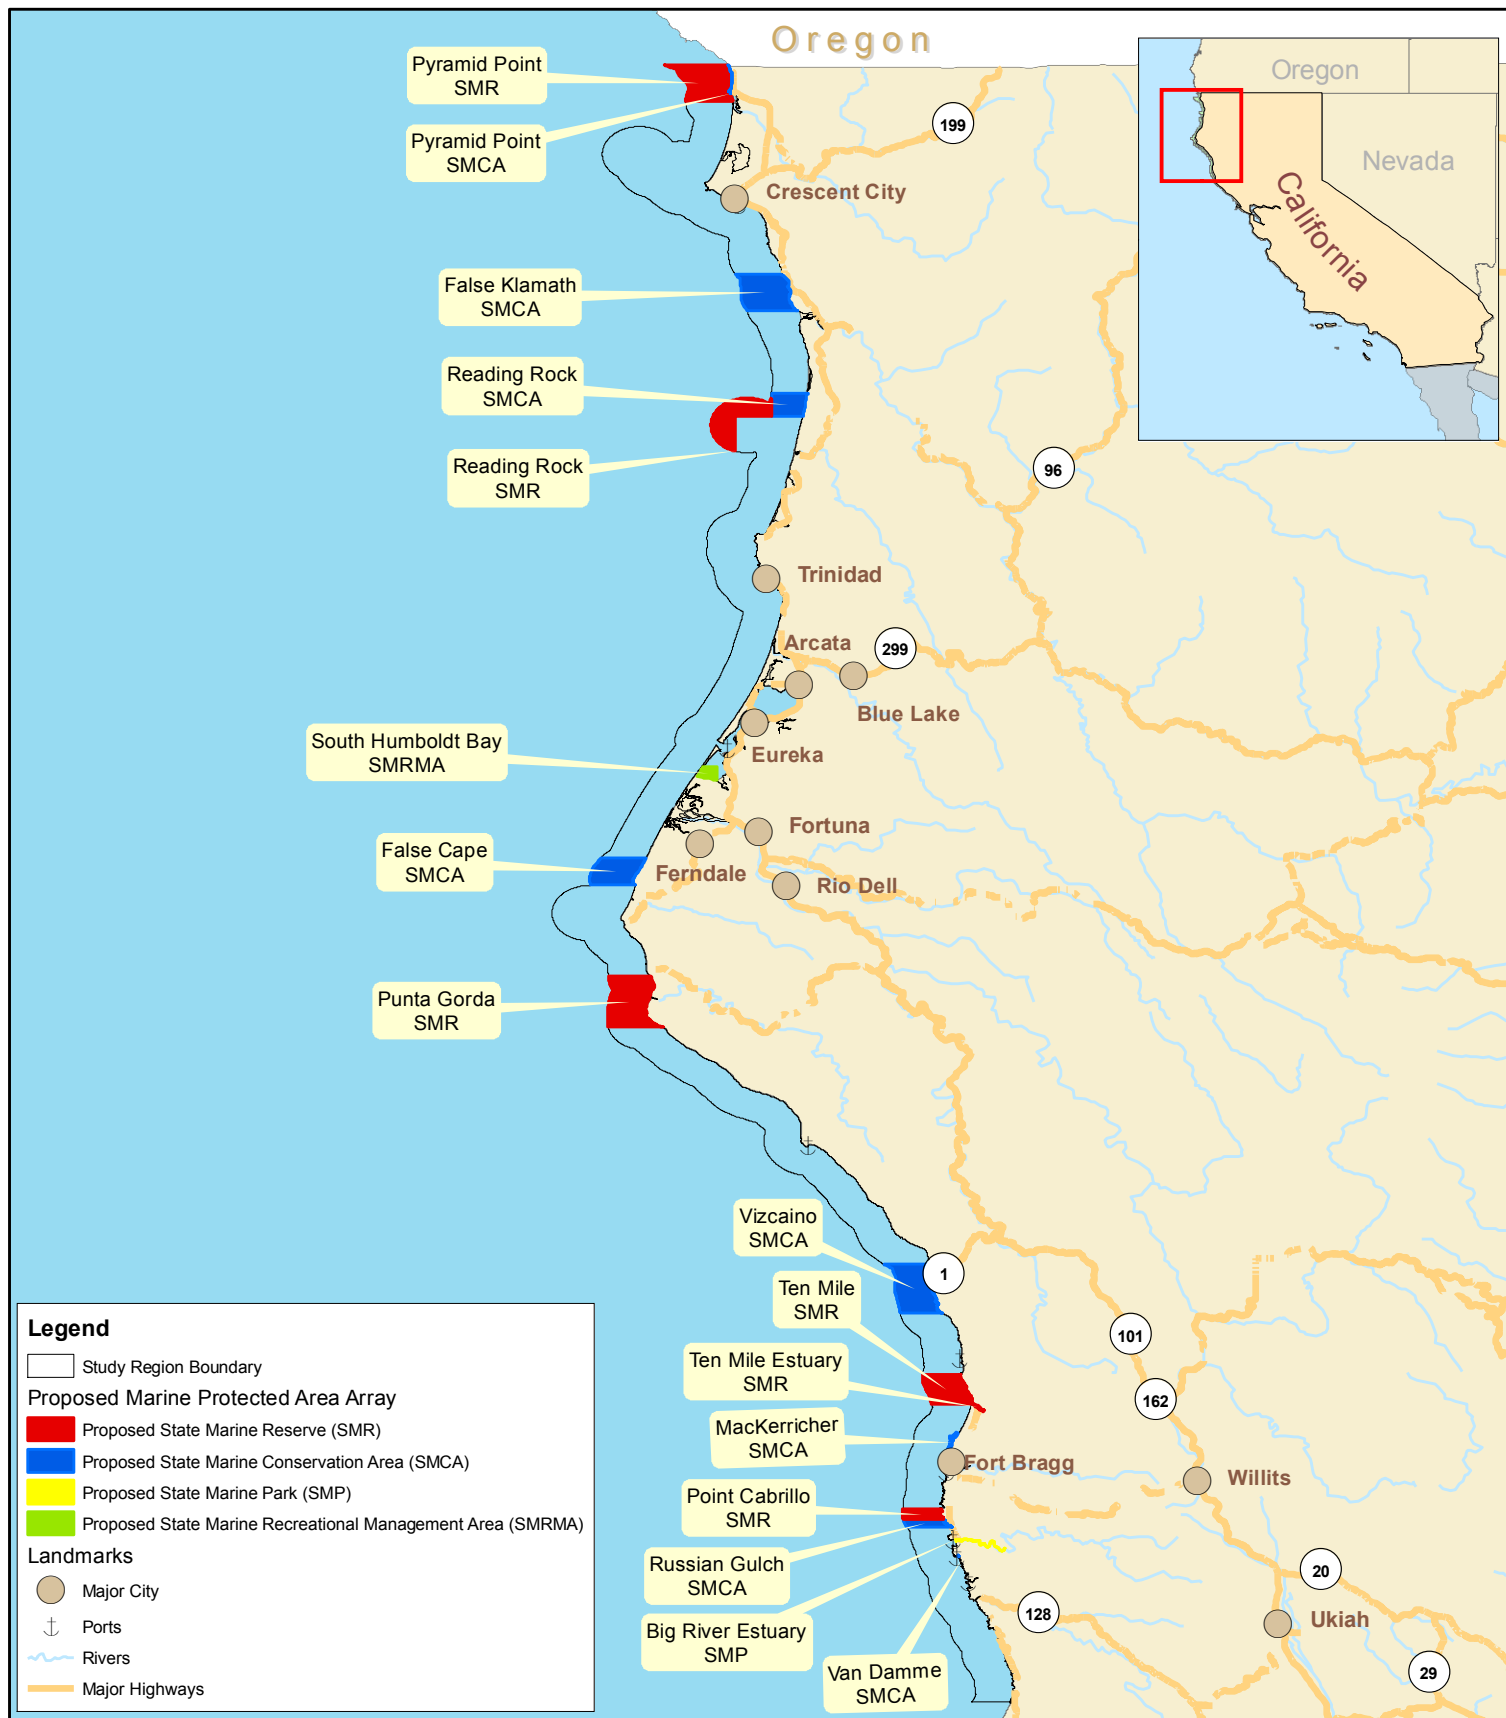 Oregon
Pyramid Point
SMR
Pyramid Point
SMCA
199
Crescent City
Oregon
Nevada
California
False Klamath
SMCA
Reading Rock
SMCA
Reading Rock
SMR
96
Trinidad
Arcata
299
Blue Lake
South Humboldt Bay
SMRMA
Eureka
Fortuna
False Cape
SMCA
Ferndale
Rio Dell
Punta Gorda
SMR
Vizcaino
SMCA
1
Ten Mile
SMR
101
Ten Mile Estuary
SMR
162
MacKerricher
SMCA
Fort Bragg
Willits
Point Cabrillo
SMR
Russian Gulch
SMCA
20
128
Ukiah
Big River Estuary
SMP
Van Damme
SMCA
29
Legend
Study Region Boundary
Proposed Marine Protected Area Array
Proposed State Marine Reserve (SMR)
Proposed State Marine Conservation Area (SMCA)
Proposed State Marine Park (SMP)
Proposed State Marine Recreational Management Area (SMRMA)
Landmarks
Major City
Ports
Rivers
Major Highways